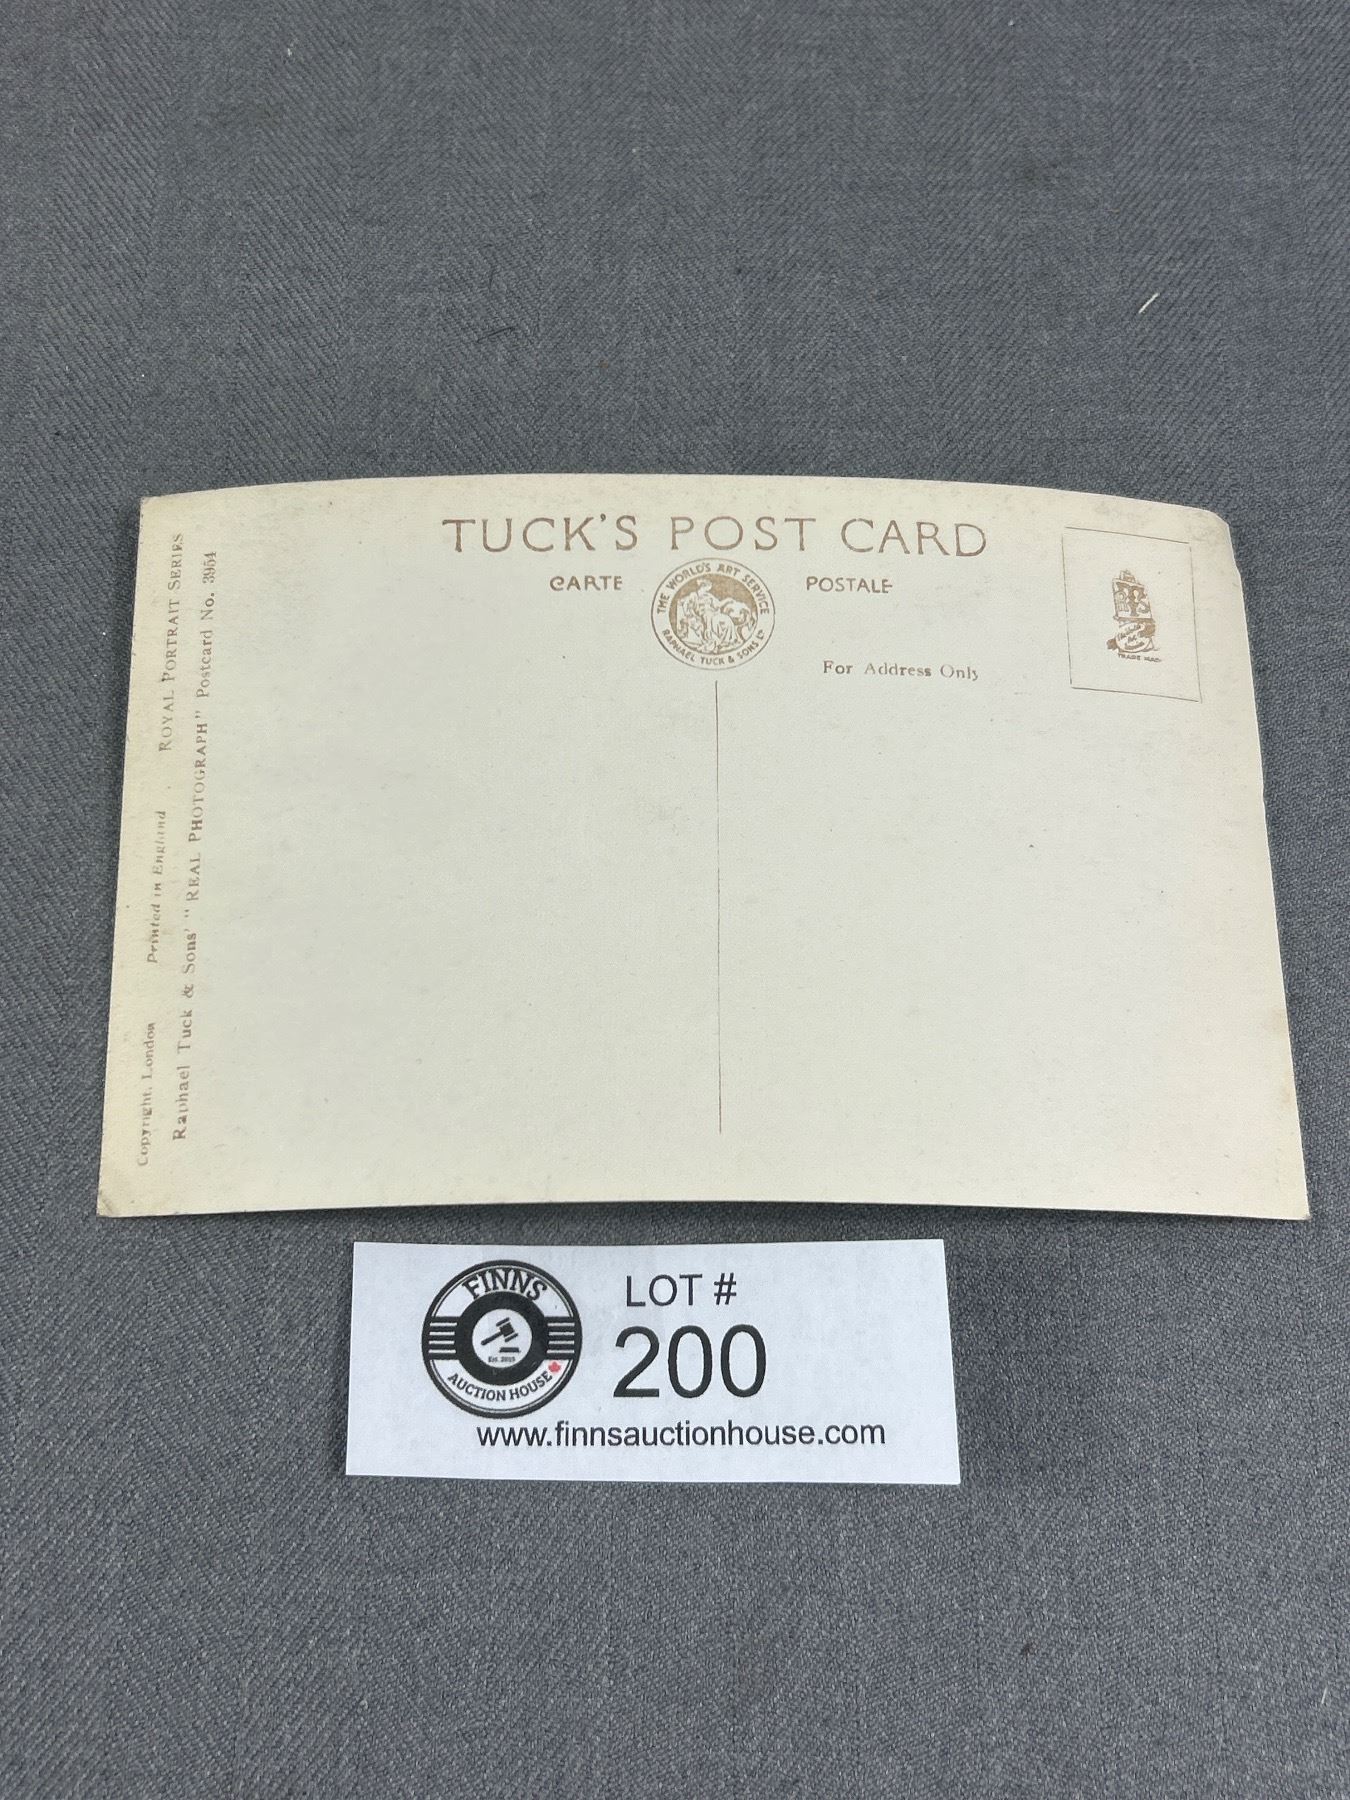 TUCK'S POST CARD
CARTE POSTALE
THE WORLD'S ART SERVICE
RAPHAEL TUCK & SONS LTD
For Address Only
TRADE MARK
Copyright, London Printed in England ROYAL PORTRAIT SERIES
Raphael Tuck & Sons' "REAL PHOTOGRAPH" Postcard No. 3954
FINNS
Est. 2015
AUCTION HOUSE
LOT #
200
www.finnsauctionhouse.com